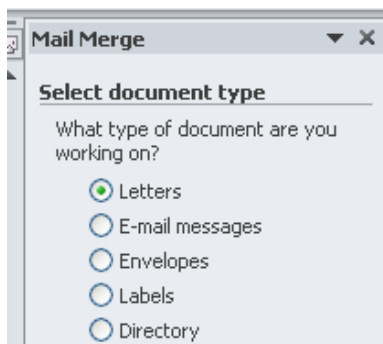 Mail Merge
Select document type
What type of document are you
working on?
Letters
E-mail messages
Envelopes
Labels
Directory